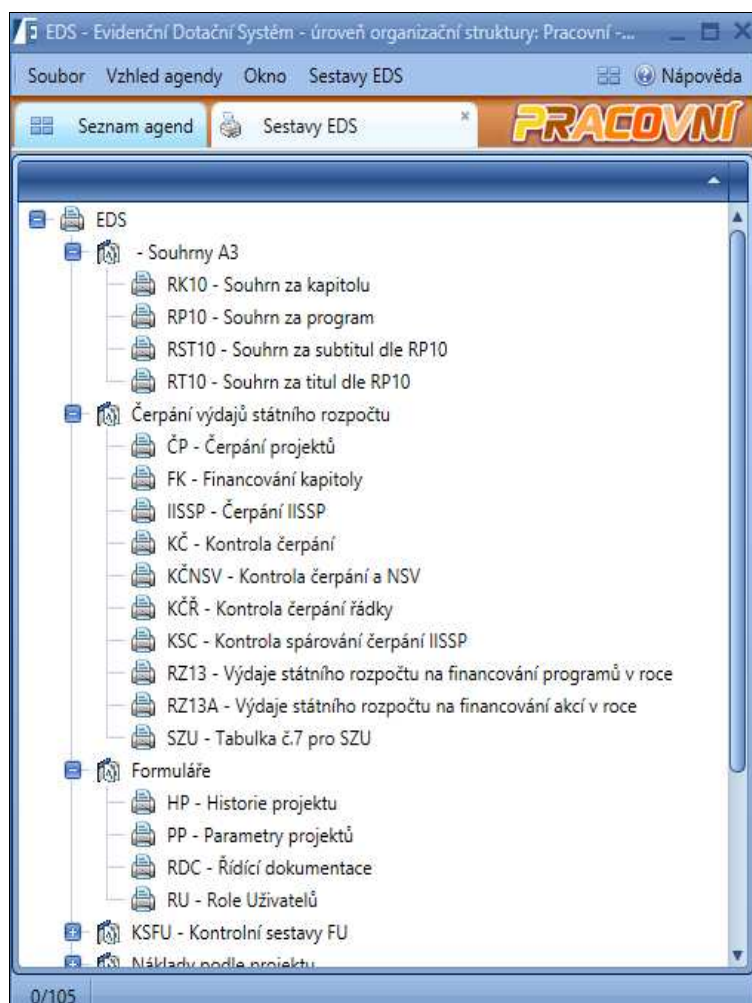 EDS - Evidenční Dotační Systém - úroveň organizační struktury: Pracovní -...
Soubor Vzhled agendy Okno Sestavy EDS Nápověda
Seznam agend Sestavy EDS PRACOVNÍ
EDS
- Souhrny A3
RK10 - Souhrn za kapitolu
RP10 - Souhrn za program
RST10 - Souhrn za subtitul dle RP10
RT10 - Souhrn za titul dle RP10
Čerpání výdajů státního rozpočtu
ČP - Čerpání projektů
FK - Financování kapitoly
IISSP - Čerpání IISSP
KČ - Kontrola čerpání
KČNSV - Kontrola čerpání a NSV
KČŘ - Kontrola čerpání řádky
KSC - Kontrola spárování čerpání IISSP
RZ13 - Výdaje státního rozpočtu na financování programů v roce
RZ13A - Výdaje státního rozpočtu na financování akcí v roce
SZU - Tabulka č.7 pro SZU
Formuláře
HP - Historie projektu
PP - Parametry projektů
RDC - Řídící dokumentace
RU - Role Uživatelů
KSFU - Kontrolní sestavy FU
Náklady podle projektu
0/105